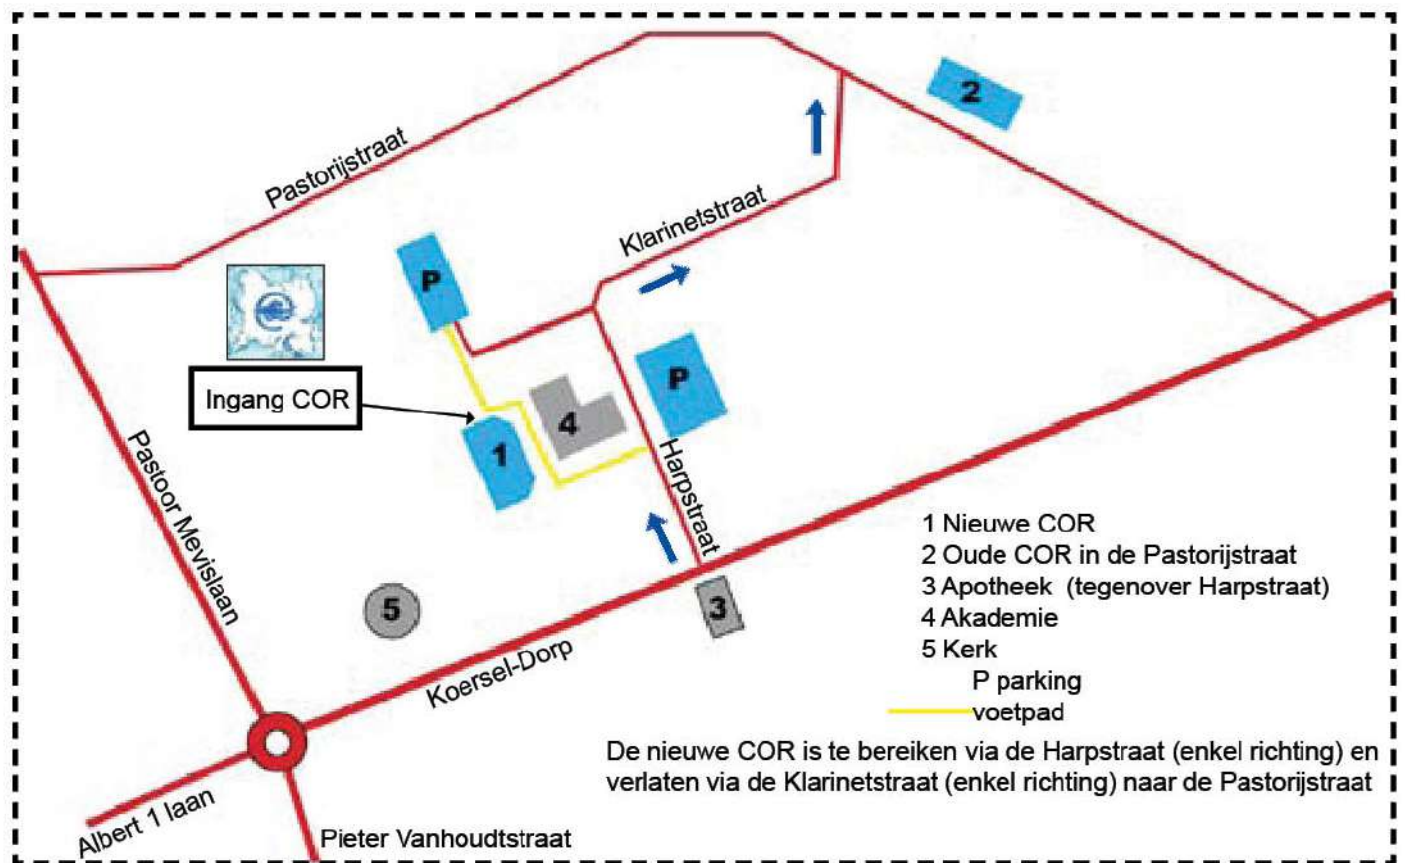 2
Pastorijstraat
Klarinetstraat
P
P
Ingang COR
4
1
Harpstraat
Pastoor Mevislaan
1 Nieuwe COR
2 Oude COR in de Pastorijstraat
3 Apotheek (tegenover Harpstraat)
4 Akademie
5 Kerk
P parking
voetpad
5
3
Koersel-Dorp
De nieuwe COR is te bereiken via de Harpstraat (enkel richting) en
verlaten via de Klarinetstraat (enkel richting) naar de Pastorijstraat
Albert 1 laan
Pieter Vanhoudtstraat